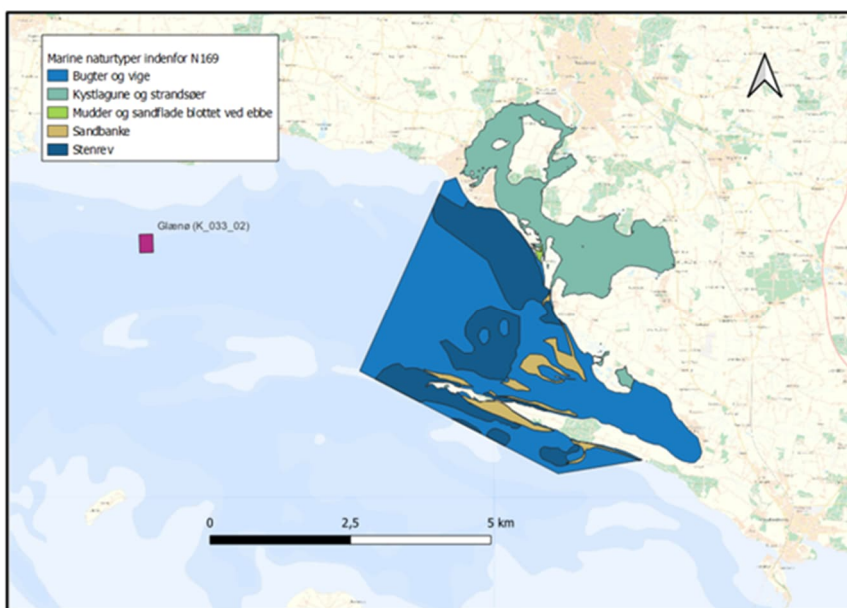 Marine naturtyper indenfor N169
Bugter og vige
Kystlagune og strandsøer
Mudder og sandflade blottet ved ebbe
Sandbanke
Stenrev
Glænø (K_033_02)
0
2,5
5 km